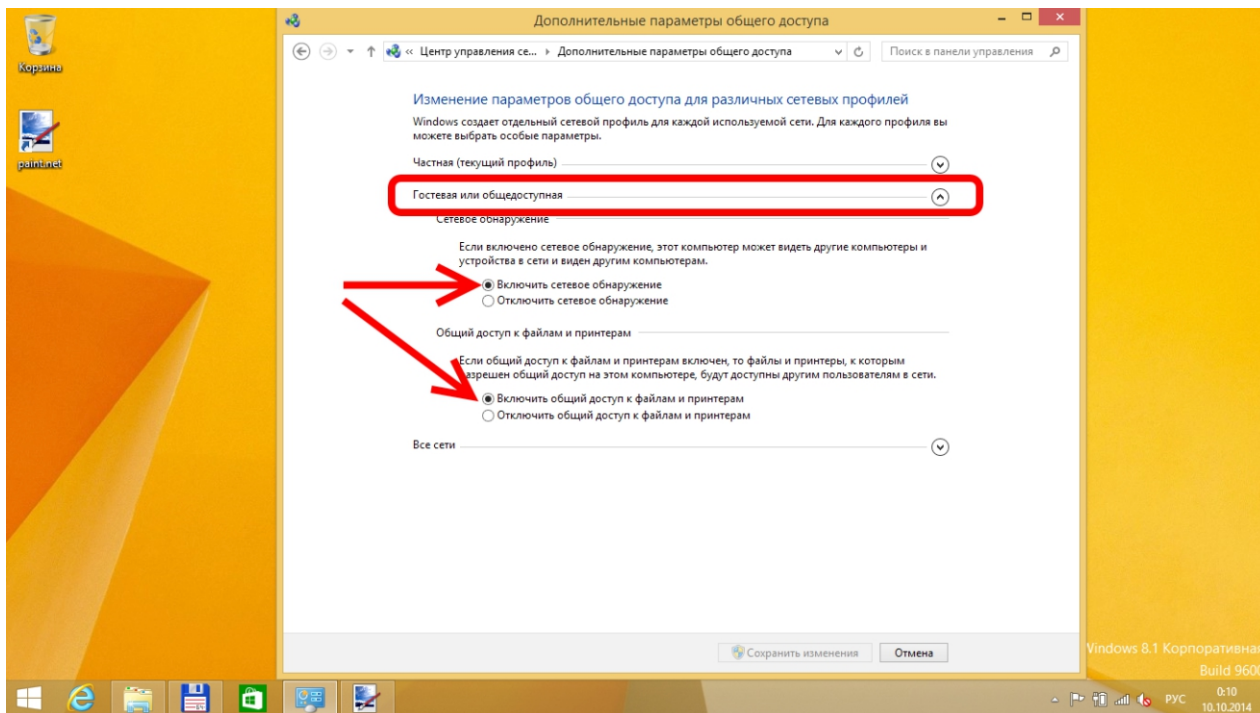 Дополнительные параметры общего доступа
Корзина
« Центр управления се... Дополнительные параметры общего доступа
Поиск в панели управления
Изменение параметров общего доступа для различных сетевых профилей
Windows создает отдельный сетевой профиль для каждой используемой сети. Для каждого профиля вы
можете выбрать особые параметры.
paint.net
Частная (текущий профиль)
Гостевая или общедоступная
Сетевое обнаружение
Если включено сетевое обнаружение, этот компьютер может видеть другие компьютеры и
устройства в сети и виден другим компьютерам.
Включить сетевое обнаружение
Отключить сетевое обнаружение
Общий доступ к файлам и принтерам
Если общий доступ к файлам и принтерам включен, то файлы и принтеры, к которым
азрешен общий доступ на этом компьютере, будут доступны другим пользователям в сети.
Включить общий доступ к файлам и принтерам
Отключить общий доступ к файлам и принтерам
Все сети
Сохранить изменения
Отмена
Windows 8.1 Корпоративная
Build 9600
РУС
0:10
10.10.2014